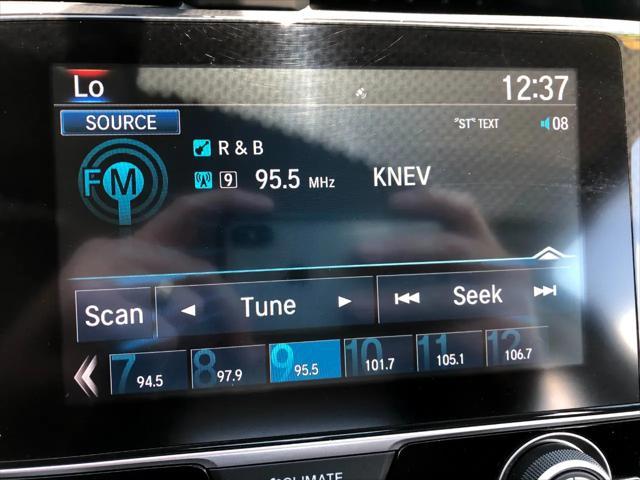 Lo 12:37
SOURCE "ST" TEXT 08
R & B
FM 9 95.5 MHz KNEV
Scan Tune Seek
7 94.5 8 97.9 9 95.5 10 101.7 11 105.1 12 106.7
CLIMATE